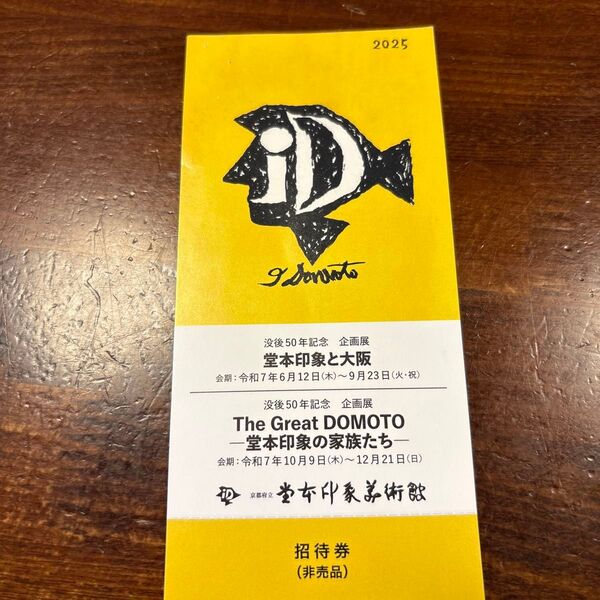 2025
iD
I Domoto
没後50年記念　企画展
堂本印象と大阪
会期：令和7年6月12日(木)～9月23日(火・祝)
没後50年記念　企画展
The Great DOMOTO
―堂本印象の家族たち―
会期：令和7年10月9日(木)～12月21日(日)
京都府立 堂本印象美術館
招待券
(非売品)